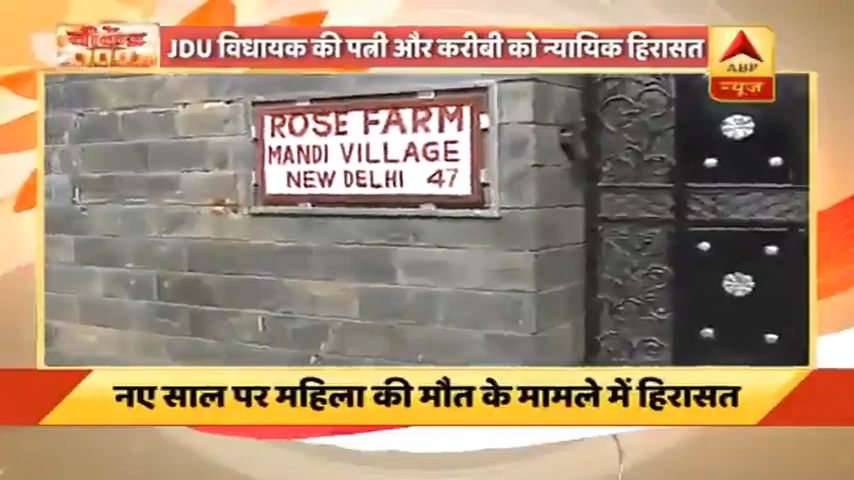 JDU विधायक की पत्नी और करीबी को न्यायिक हिरासत
ABP
न्यूज़
ROSE FARM
MANDI VILLAGE
NEW DELHI 47
नए साल पर महिला की मौत के मामले में हिरासत